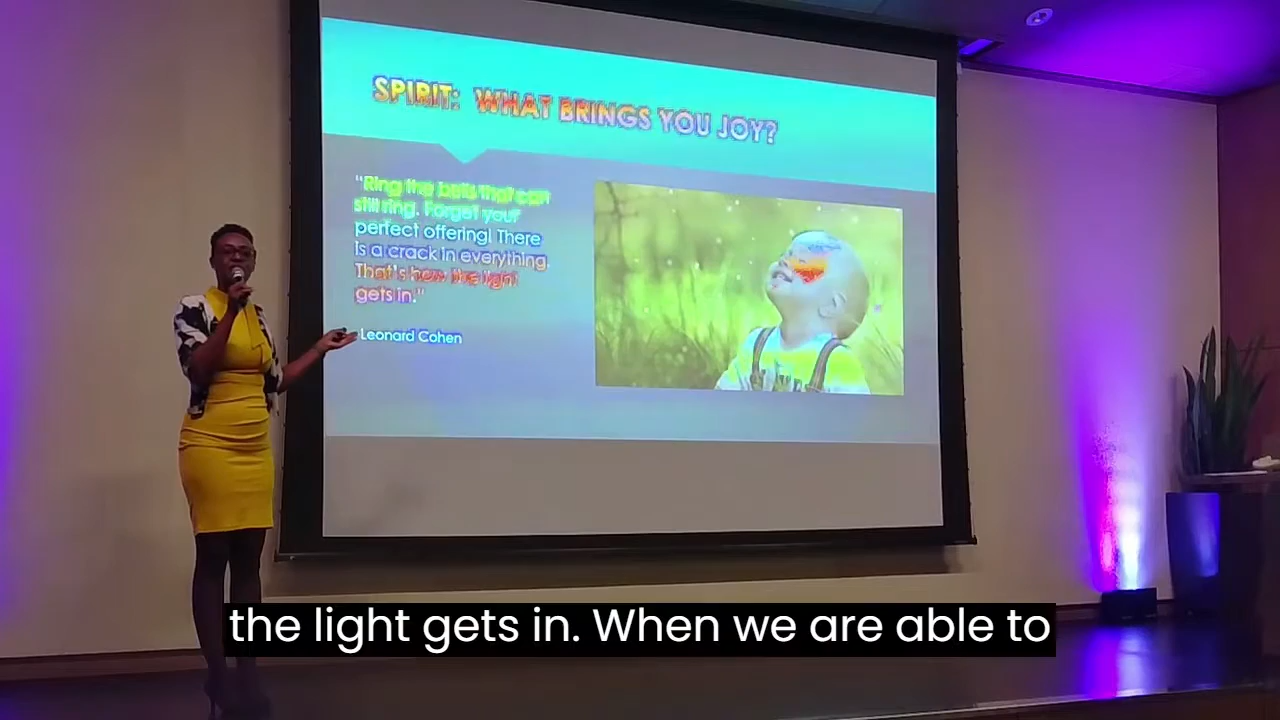 SPIRIT: WHAT BRINGS YOU JOY?
"Ring the bells that can
still ring. Forget your
perfect offering! There
is a crack in everything.
That's how the light
gets in."
Leonard Cohen
the light gets in. When we are able to